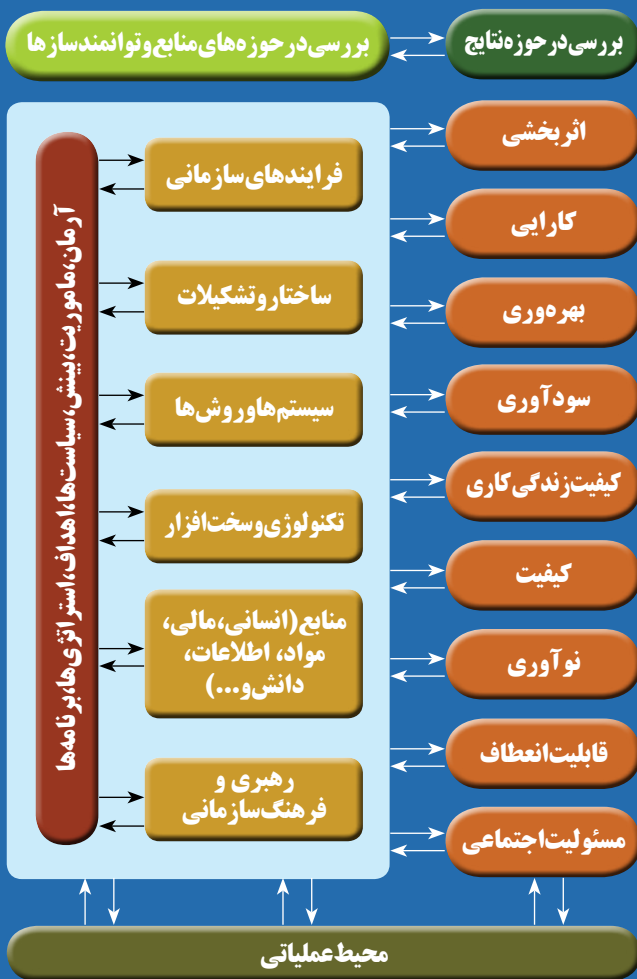 بررسی در حوزه نتایج
بررسی در حوزه های منابع و توانمندسازها
اثربخشی
کارایی
بهره وری
سودآوری
کیفیت زندگی کاری
کیفیت
نوآوری
قابلیت انعطاف
مسئولیت اجتماعی
فرایندهای سازمانی
ساختار و تشکیلات
سیستم ها و روش ها
تکنولوژی و سخت افزار
منابع (انسانی، مالی،
مواد، اطلاعات،
دانش و...)
رهبری و
فرهنگ سازمانی
آرمان، ماموریت، بینش، سیاست ها، اهداف، استراتژی ها، برنامه ها
محیط عملیاتی